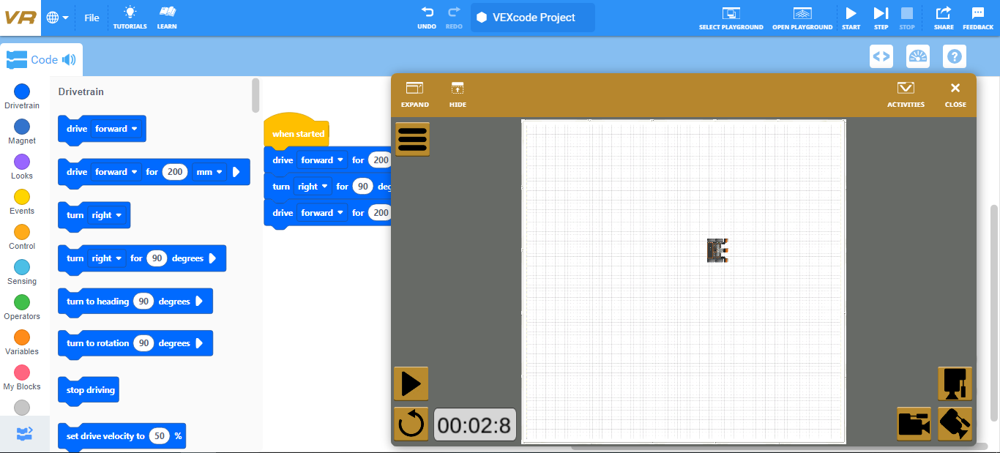 VR
File
TUTORIALS
LEARN
UNDO
REDO
VEXcode Project
SELECT PLAYGROUND
OPEN PLAYGROUND
START
STEP
STOP
SHARE
FEEDBACK
Code
Drivetrain
Magnet
Looks
Events
Control
Sensing
Operators
Variables
My Blocks
Drivetrain
drive forward
drive forward for 200 mm
turn right
turn right for 90 degrees
turn to heading 90 degrees
turn to rotation 90 degrees
stop driving
set drive velocity to 50 %
when started
drive forward for 200
turn right for 90 deg
drive forward for 200
EXPAND
HIDE
ACTIVITIES
CLOSE
00:02:8